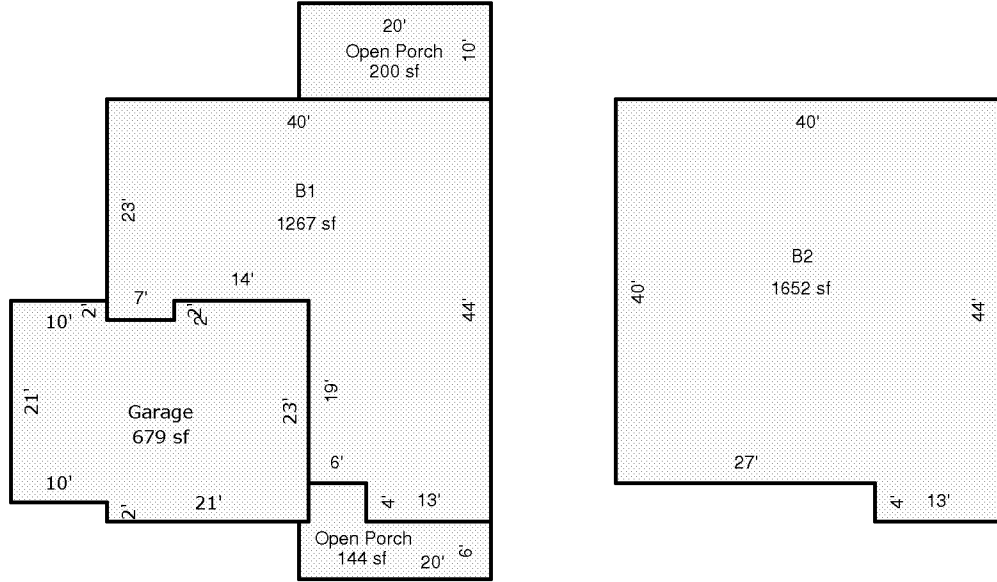 20'
Open Porch
200 sf
10'
40'
B1
1267 sf
23'
14'
7'
2'
2'
10'
44'
21'
Garage
679 sf
23'
19'
6'
10'
2'
21'
4'
13'
Open Porch
144 sf
20'
6'
40'
B2
1652 sf
40'
44'
27'
4'
13'